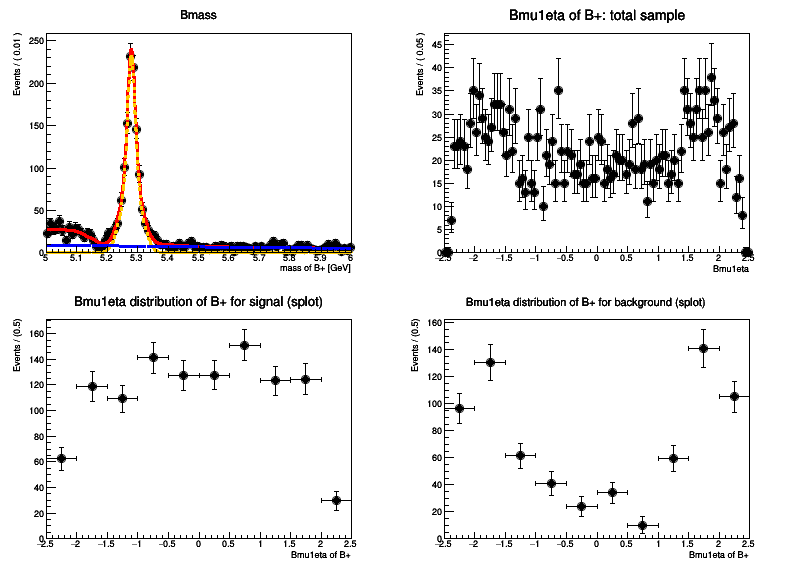 Bmass
Events / ( 0.01 )
250
200
150
100
50
0
5 5.1 5.2 5.3 5.4 5.5 5.6 5.7 5.8 5.9 6
mass of B+ [GeV]
Bmu1eta of B+: total sample
Events / ( 0.05 )
45
40
35
30
25
20
15
10
5
0
−2.5 −2 −1.5 −1 −0.5 0 0.5 1 1.5 2 2.5
Bmu1eta
Bmu1eta distribution of B+ for signal (splot)
Events / (0.5)
160
140
120
100
80
60
40
20
0
−2.5 −2 −1.5 −1 −0.5 0 0.5 1 1.5 2 2.5
Bmu1eta of B+
Bmu1eta distribution of B+ for background (splot)
Events / (0.5)
160
140
120
100
80
60
40
20
0
−2.5 −2 −1.5 −1 −0.5 0 0.5 1 1.5 2 2.5
Bmu1eta of B+